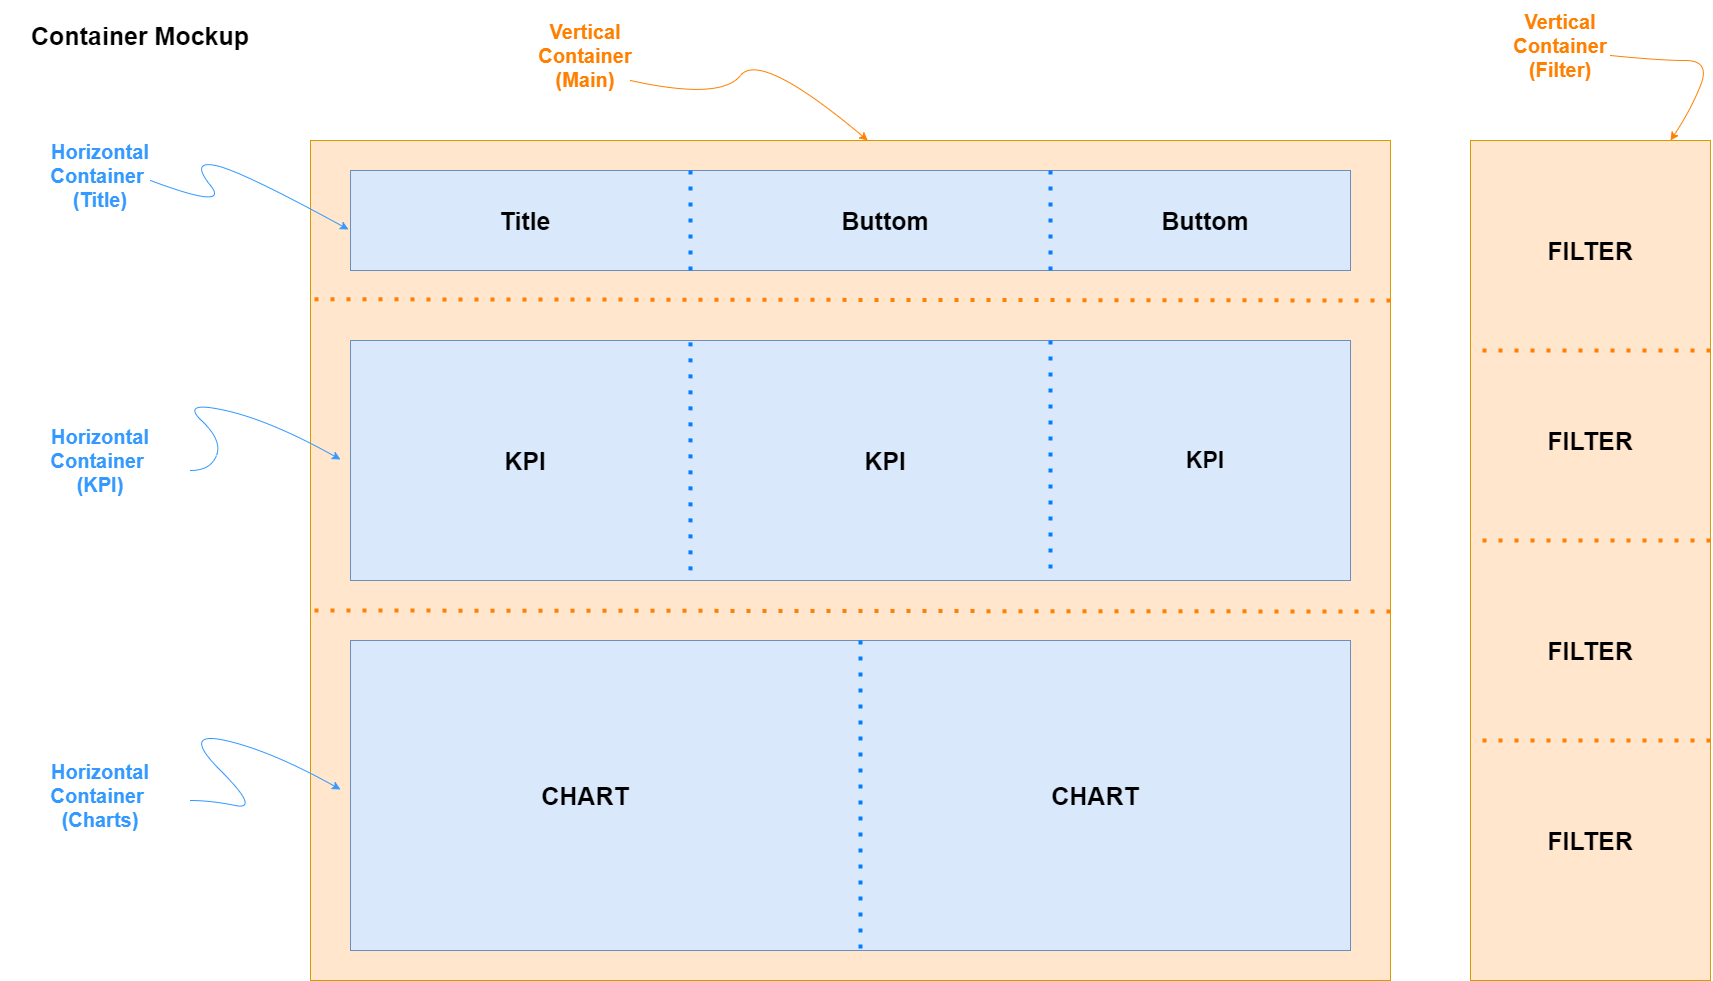 Container Mockup
Vertical
Container
(Main)
Vertical
Container
(Filter)
Horizontal
Container
(Title)
Title
Buttom
Buttom
FILTER
Horizontal
Container
(KPI)
KPI
KPI
KPI
FILTER
FILTER
Horizontal
Container
(Charts)
CHART
CHART
FILTER